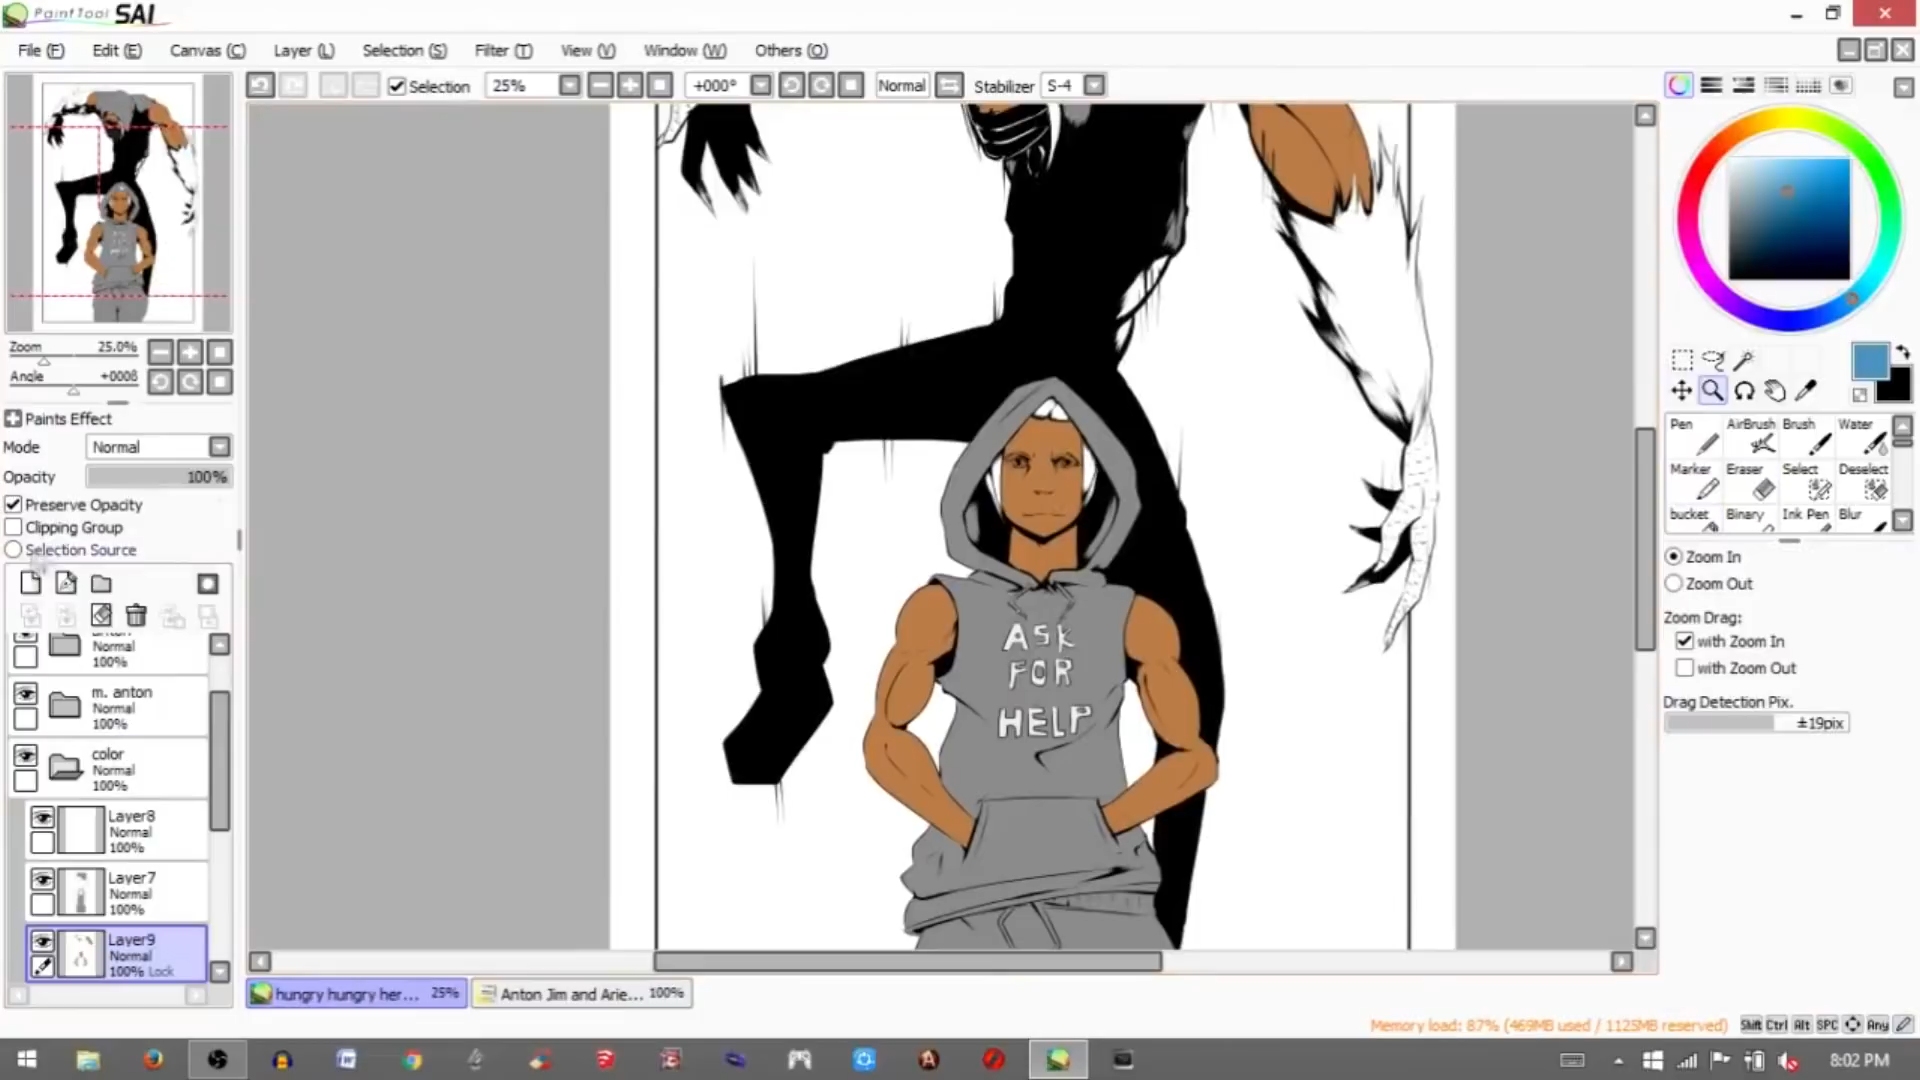 PaintTool SAI
File (F) Edit (E) Canvas (C) Layer (L) Selection (S) Filter (T) View (V) Window (W) Others (O)
Selection 25% +000° Normal Stabilizer S-4
Zoom 25.0%
Angle +000ß
Paints Effect
Mode Normal
Opacity 100%
Preserve Opacity
Clipping Group
Selection Source
Normal
100%
m. anton
Normal
100%
color
Normal
100%
Layer8
Normal
100%
Layer7
Normal
100%
Layer9
Normal
100% Lock
ASK
FOR
HELP
Pen AirBrush Brush Water
Marker Eraser Select Deselect
bucket Binary Ink Pen Blur
Zoom In
Zoom Out
Zoom Drag:
with Zoom In
with Zoom Out
Drag Detection Pix.
±19pix
hungry hungry her... 25% Anton Jim and Arie... 100%
Memory load: 87% (469MB used / 1125MB reserved) Shift Ctrl Alt SPC Any
8:02 PM